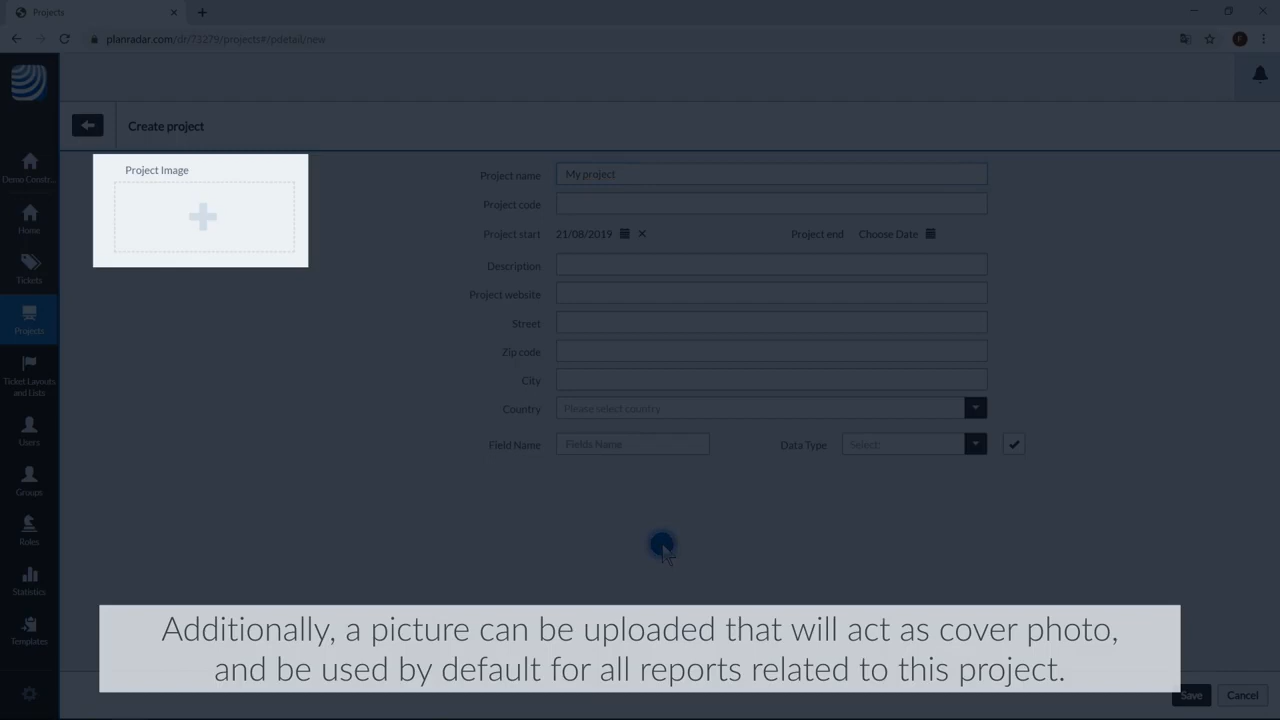 Projects
planradar.com/dr/73279/projects#/pdetail/new
Create project
Project Image
Project name My project
Project code
Project start 21/08/2019 Project end Choose Date
Description
Project website
Street
Zip code
City
Country Please select country
Field Name Fields Name Data Type Select:
Demo Constr...
Home
Tickets
Projects
Ticket Layouts
and Lists
Users
Groups
Roles
Statistics
Templates
Additionally, a picture can be uploaded that will act as cover photo,
and be used by default for all reports related to this project.
Save Cancel